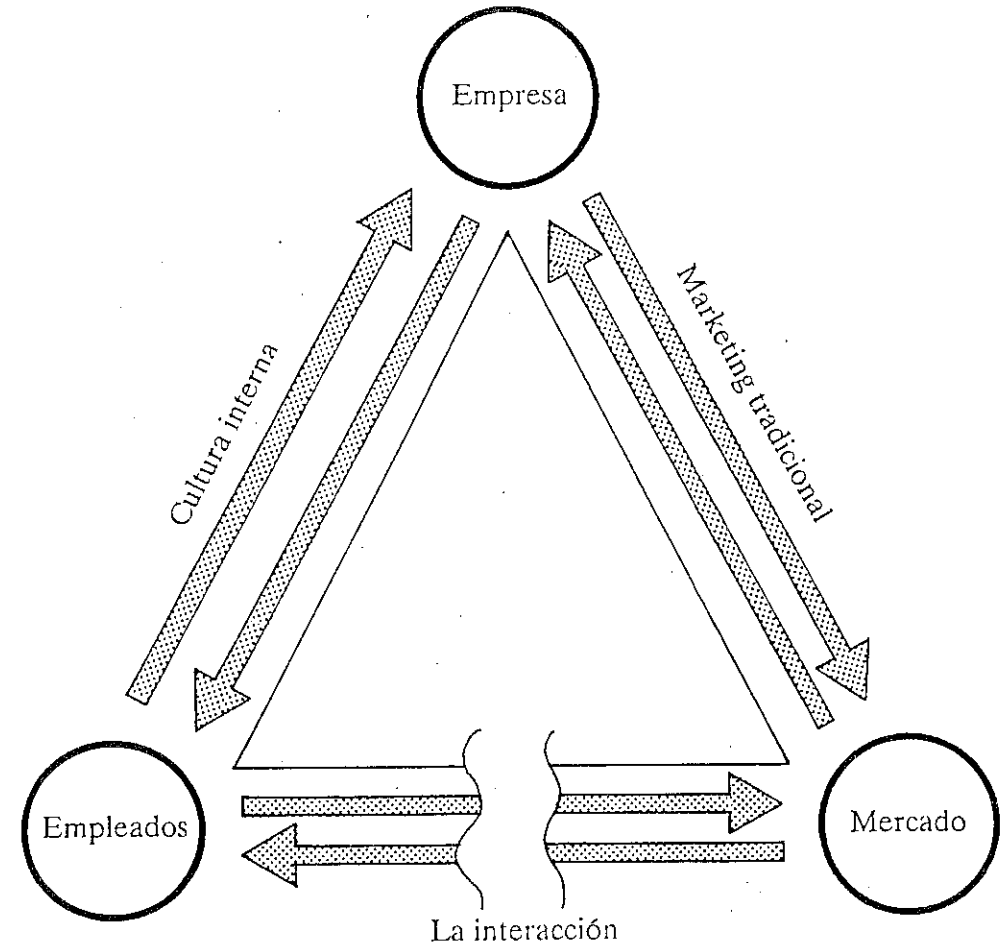 Empresa
Cultura interna
Marketing tradicional
Empleados
Mercado
La interacción